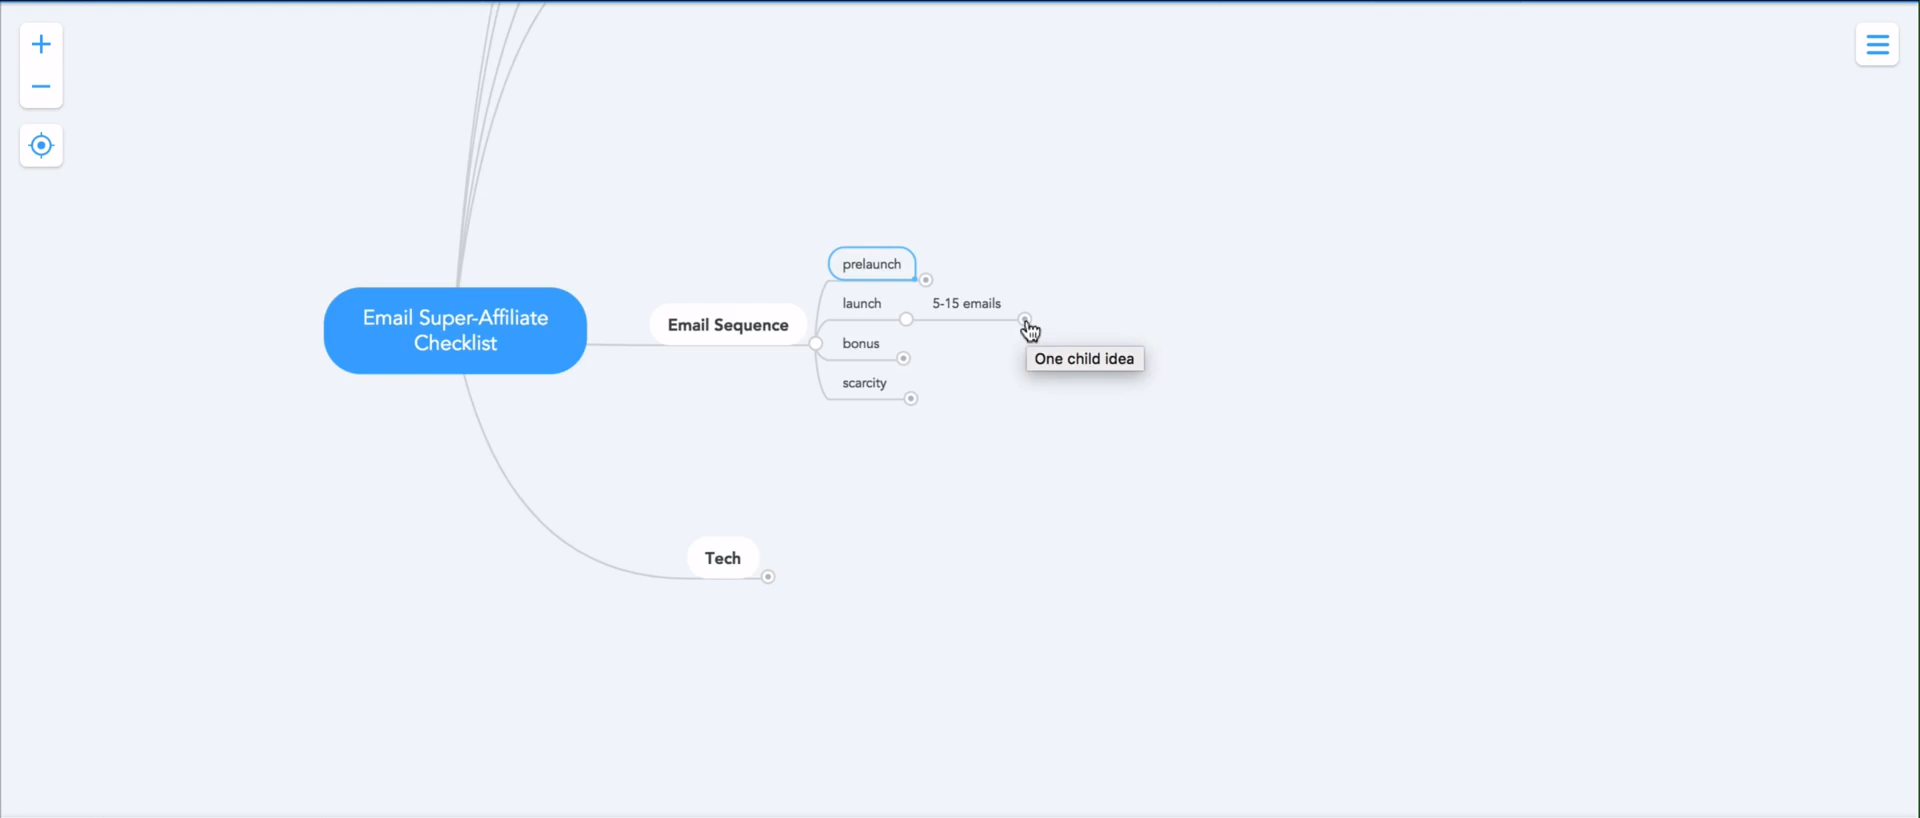 Email Super-Affiliate
Checklist
Email Sequence
prelaunch
launch
5-15 emails
bonus
scarcity
One child idea
Tech